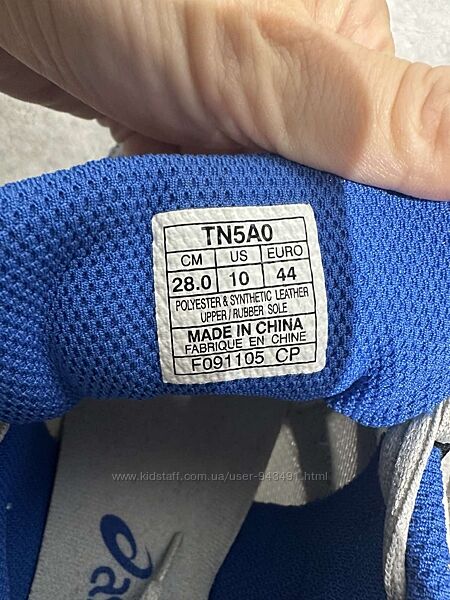 TN5A0
CM US EURO
28.0 10 44
POLYESTER & SYNTHETIC LEATHER
UPPER / RUBBER SOLE
MADE IN CHINA
FABRIQUE EN CHINE
F091105 CP
www.kidstaff.com.ua/user-943491.html